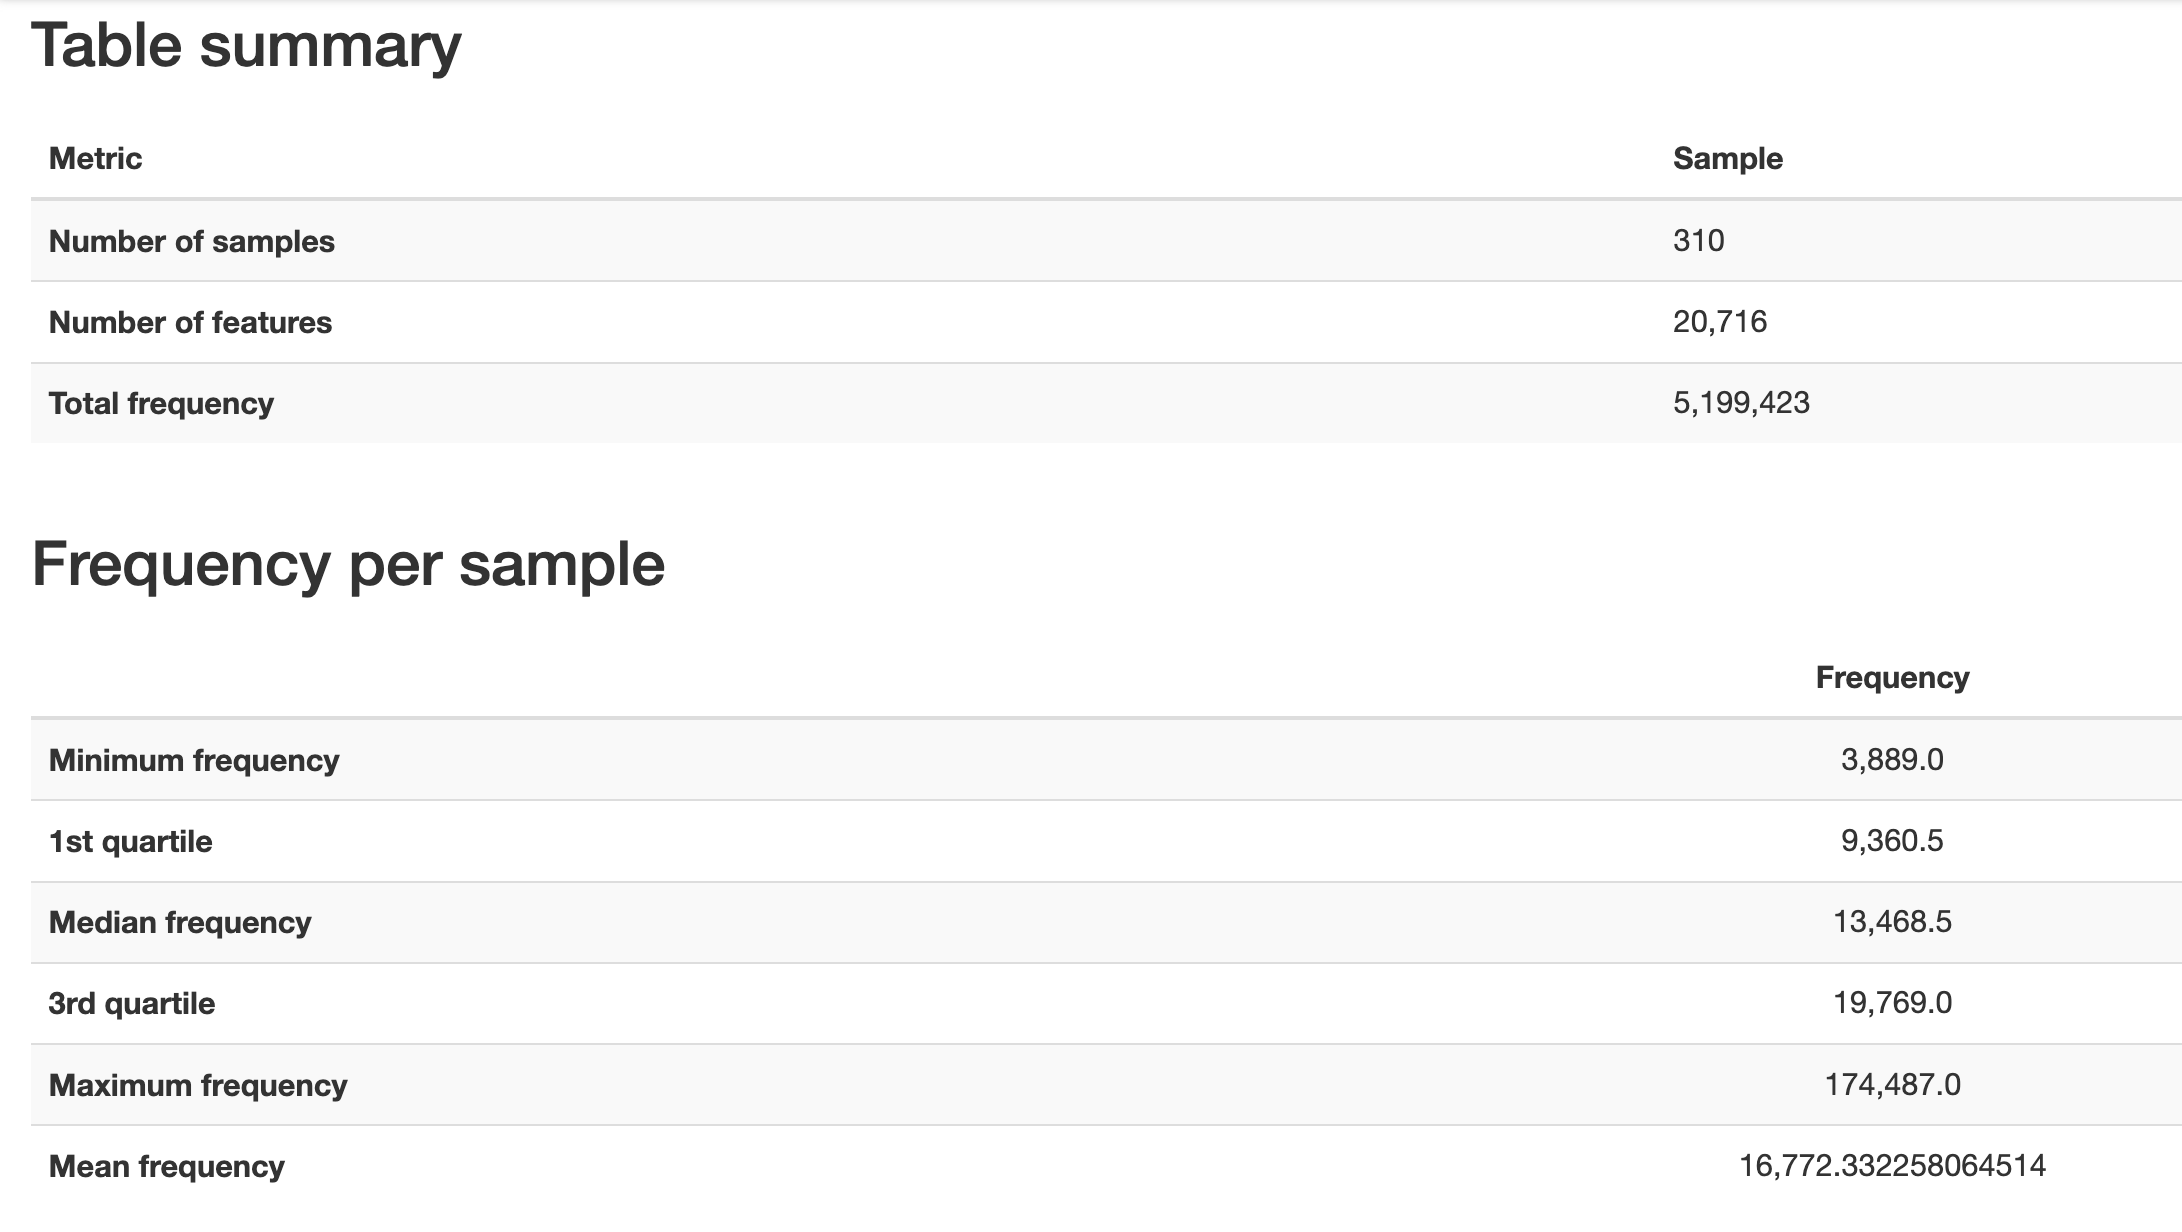 Table summary
Metric Sample
Number of samples 310
Number of features 20,716
Total frequency 5,199,423
Frequency per sample
Frequency
Minimum frequency 3,889.0
1st quartile 9,360.5
Median frequency 13,468.5
3rd quartile 19,769.0
Maximum frequency 174,487.0
Mean frequency 16,772.332258064514